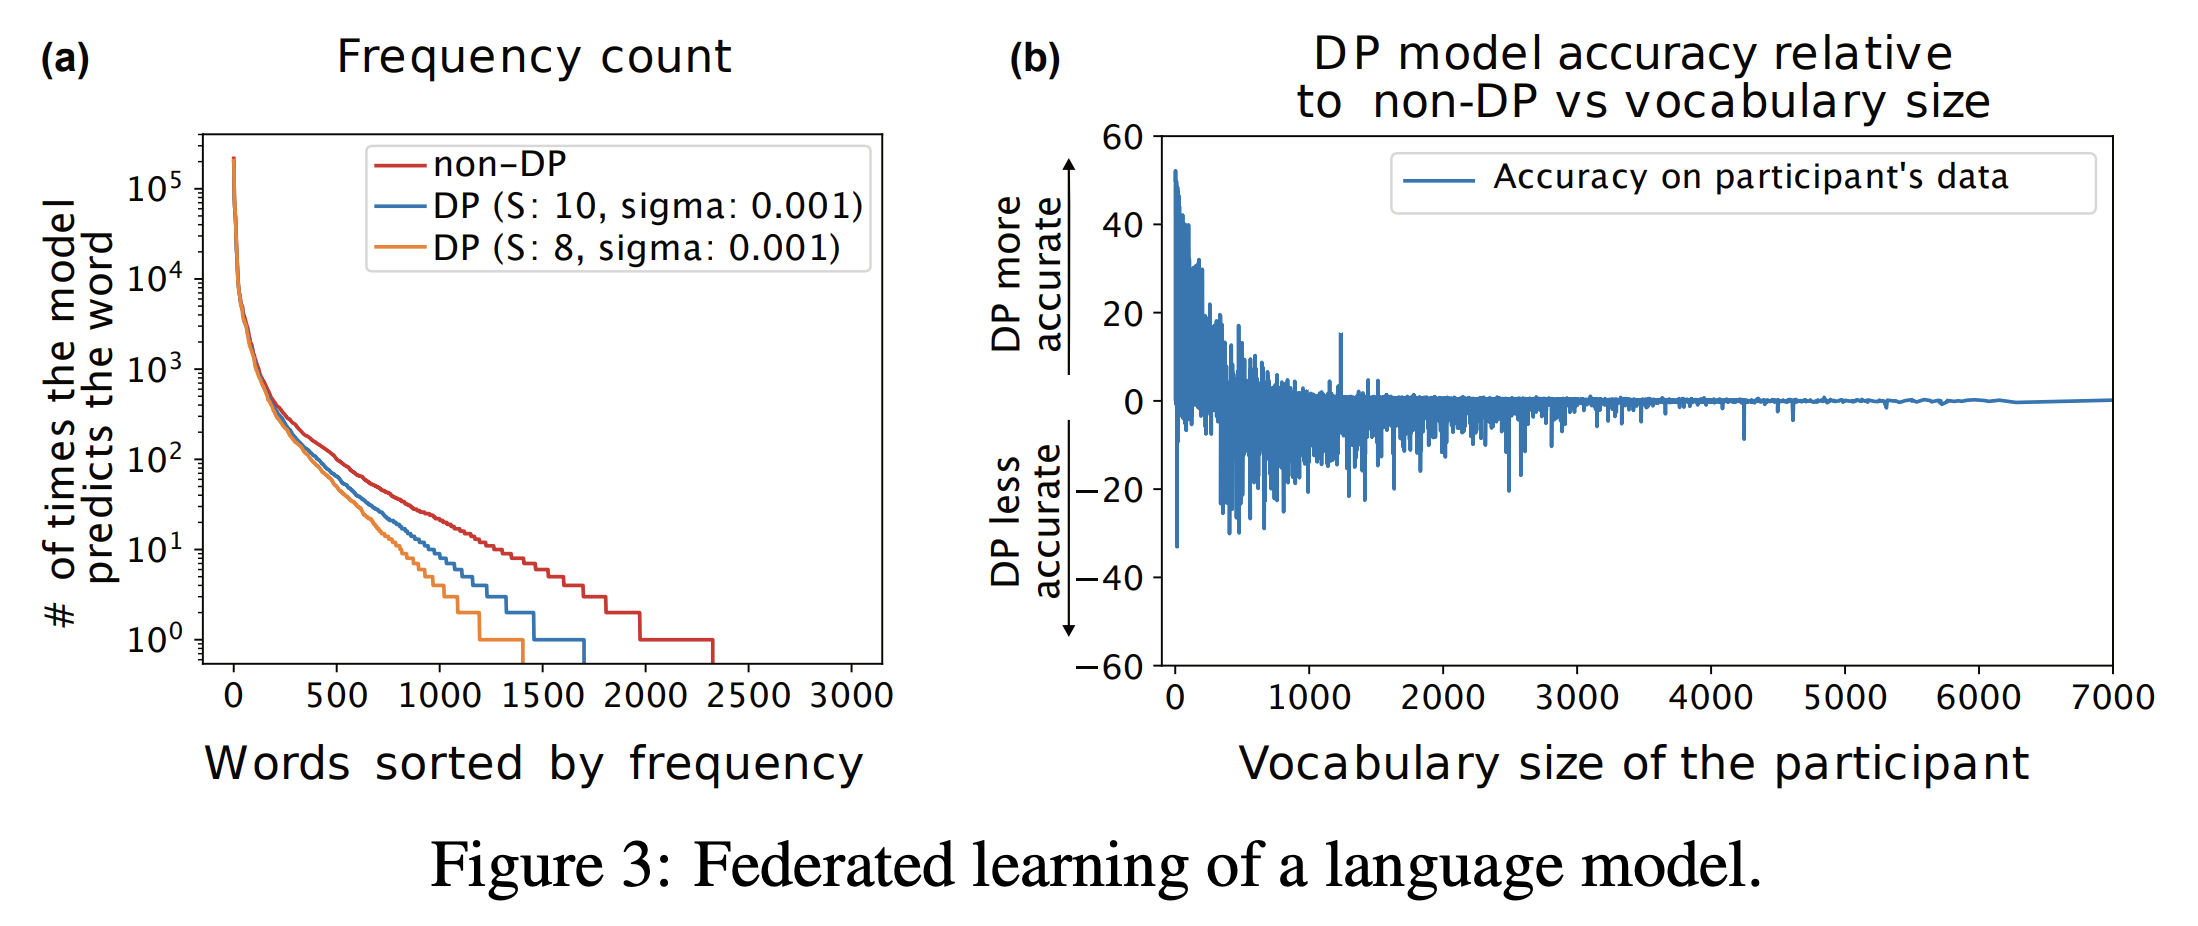 (a)
Frequency count
# of times the model
predicts the word
10⁵
10⁴
10³
10²
10¹
10⁰
non–DP
DP (S: 10, sigma: 0.001)
DP (S: 8, sigma: 0.001)
0 500 1000 1500 2000 2500 3000
Words sorted by frequency
(b)
DP model accuracy relative
to non-DP vs vocabulary size
DP more
accurate
DP less
accurate
60
40
20
0
−20
−40
−60
Accuracy on participant's data
0 1000 2000 3000 4000 5000 6000 7000
Vocabulary size of the participant
Figure 3: Federated learning of a language model.